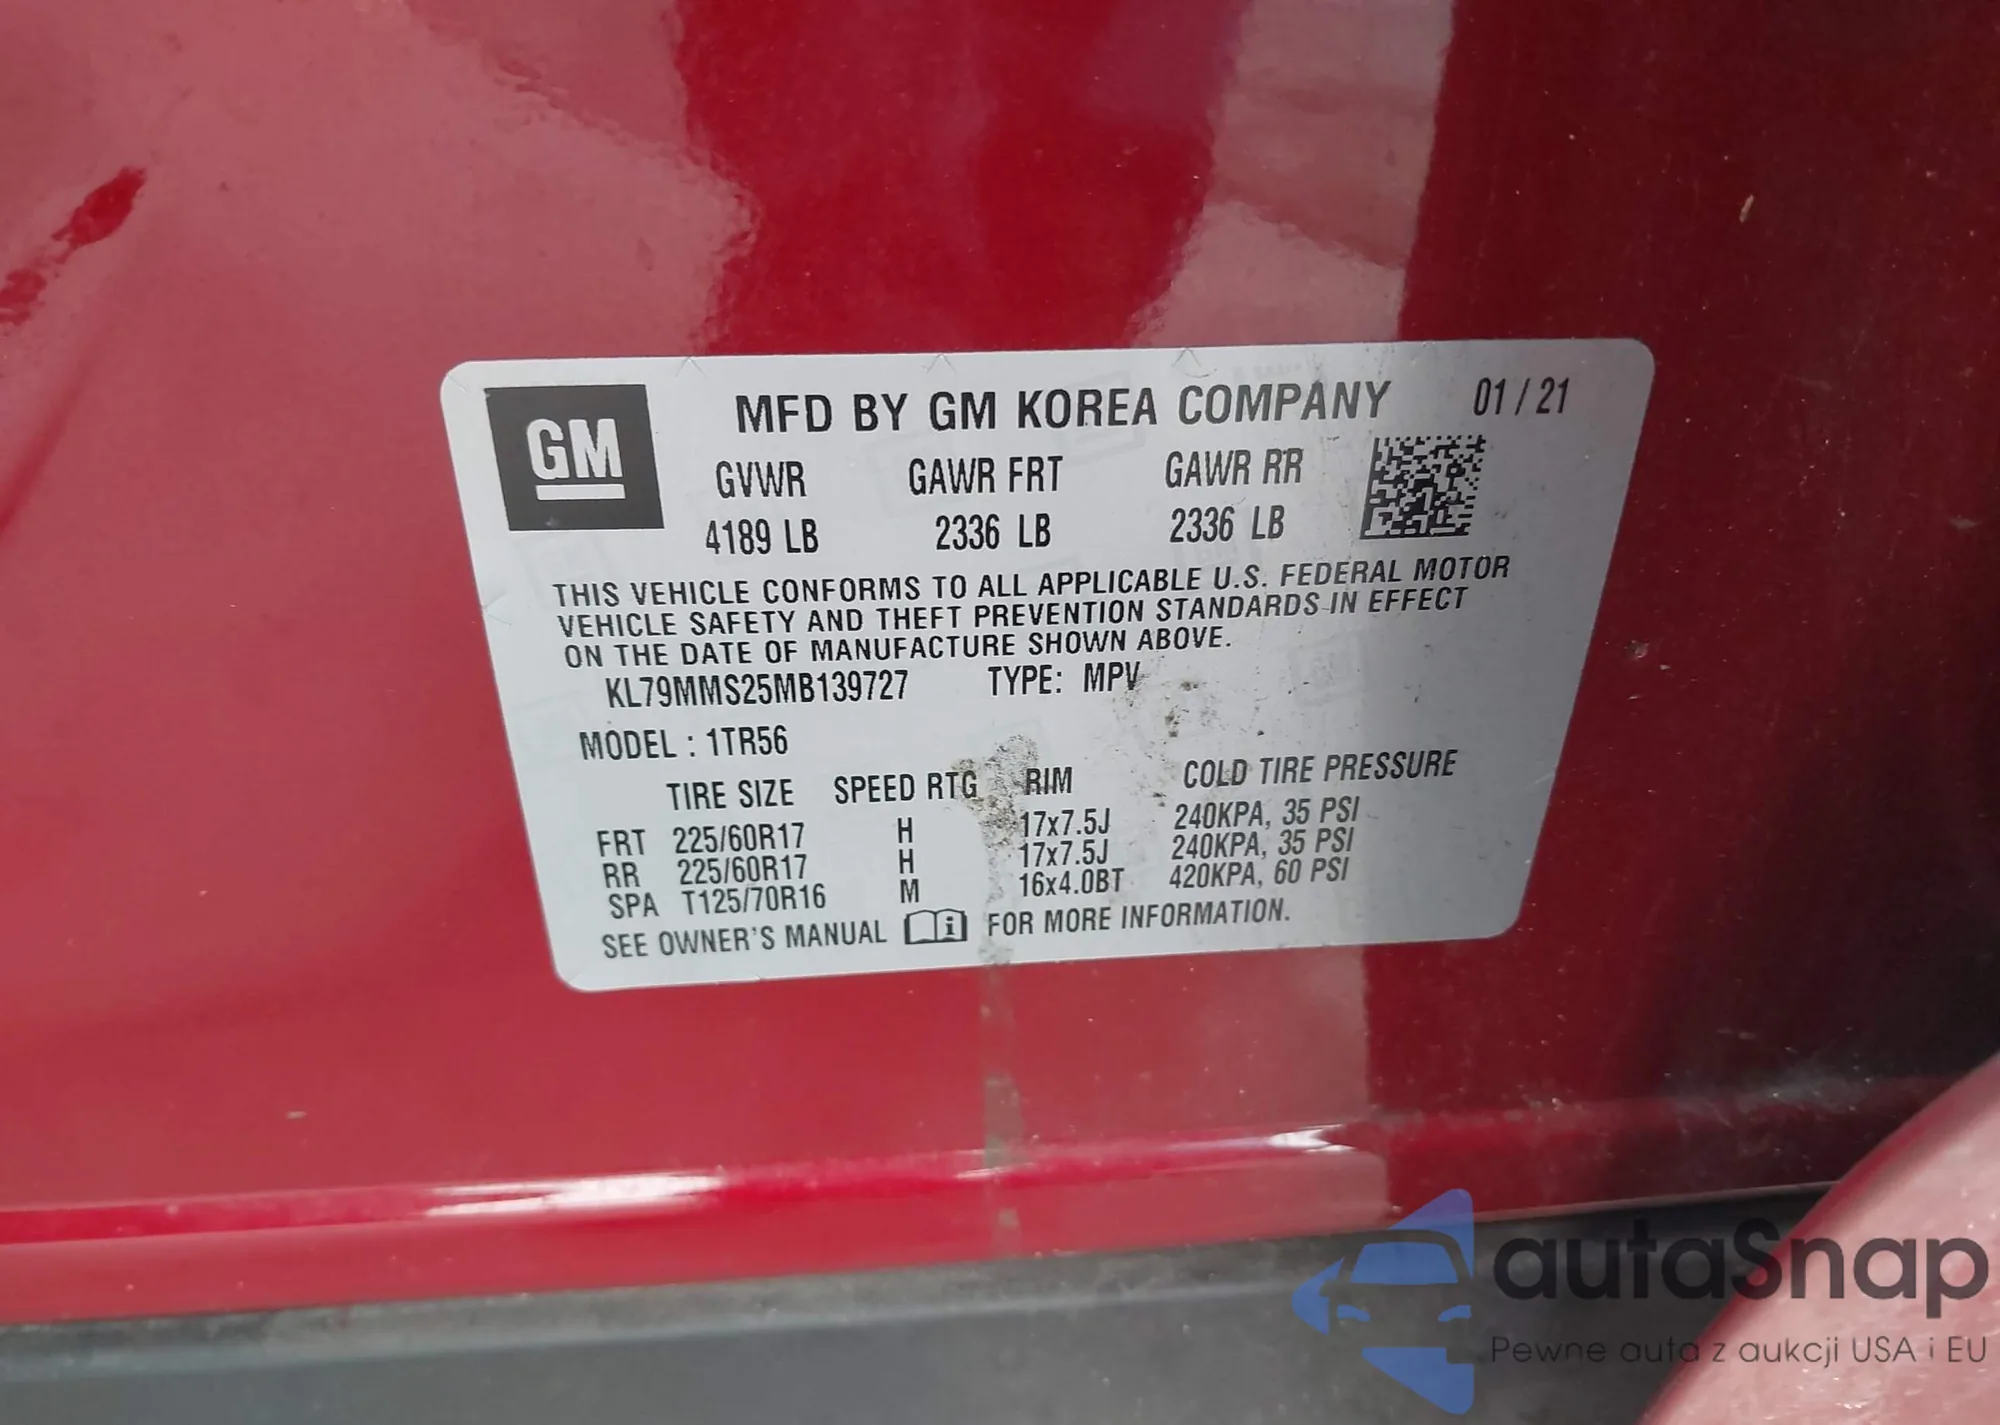 GM
MFD BY GM KOREA COMPANY 01 / 21
GVWR GAWR FRT GAWR RR
4189 LB 2336 LB 2336 LB
THIS VEHICLE CONFORMS TO ALL APPLICABLE U.S. FEDERAL MOTOR
VEHICLE SAFETY AND THEFT PREVENTION STANDARDS IN EFFECT
ON THE DATE OF MANUFACTURE SHOWN ABOVE.
KL79MMS25MB139727 TYPE: MPV
MODEL : 1TR56
TIRE SIZE SPEED RTG RIM COLD TIRE PRESSURE
FRT 225/60R17 H 17x7.5J 240KPA, 35 PSI
RR 225/60R17 H 17x7.5J 240KPA, 35 PSI
SPA T125/70R16 M 16x4.0BT 420KPA, 60 PSI
SEE OWNER'S MANUAL i FOR MORE INFORMATION.
autaSnap
Pewne auta z aukcji USA i EU